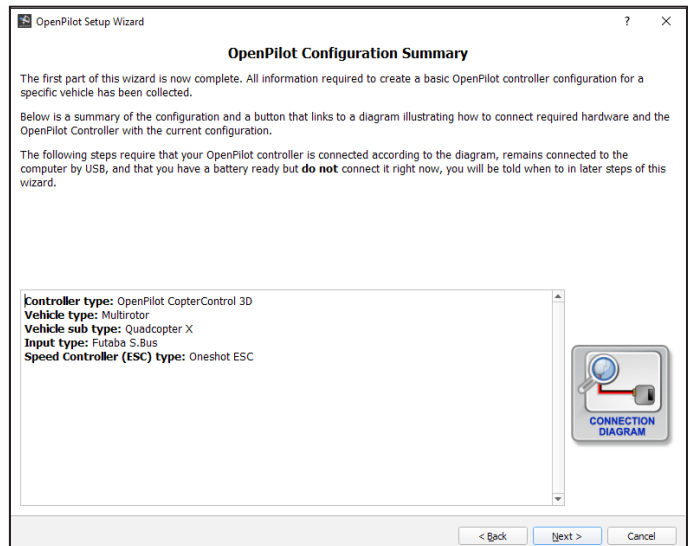 OpenPilot Setup Wizard
OpenPilot Configuration Summary
The first part of this wizard is now complete. All information required to create a basic OpenPilot controller configuration for a
specific vehicle has been collected.
Below is a summary of the configuration and a button that links to a diagram illustrating how to connect required hardware and the
OpenPilot Controller with the current configuration.
The following steps require that your OpenPilot controller is connected according to the diagram, remains connected to the
computer by USB, and that you have a battery ready but do not connect it right now, you will be told when to in later steps of this
wizard.
Controller type: OpenPilot CopterControl 3D
Vehicle type: Multirotor
Vehicle sub type: Quadcopter X
Input type: Futaba S.Bus
Speed Controller (ESC) type: Oneshot ESC
CONNECTION
DIAGRAM
< Back Next > Cancel